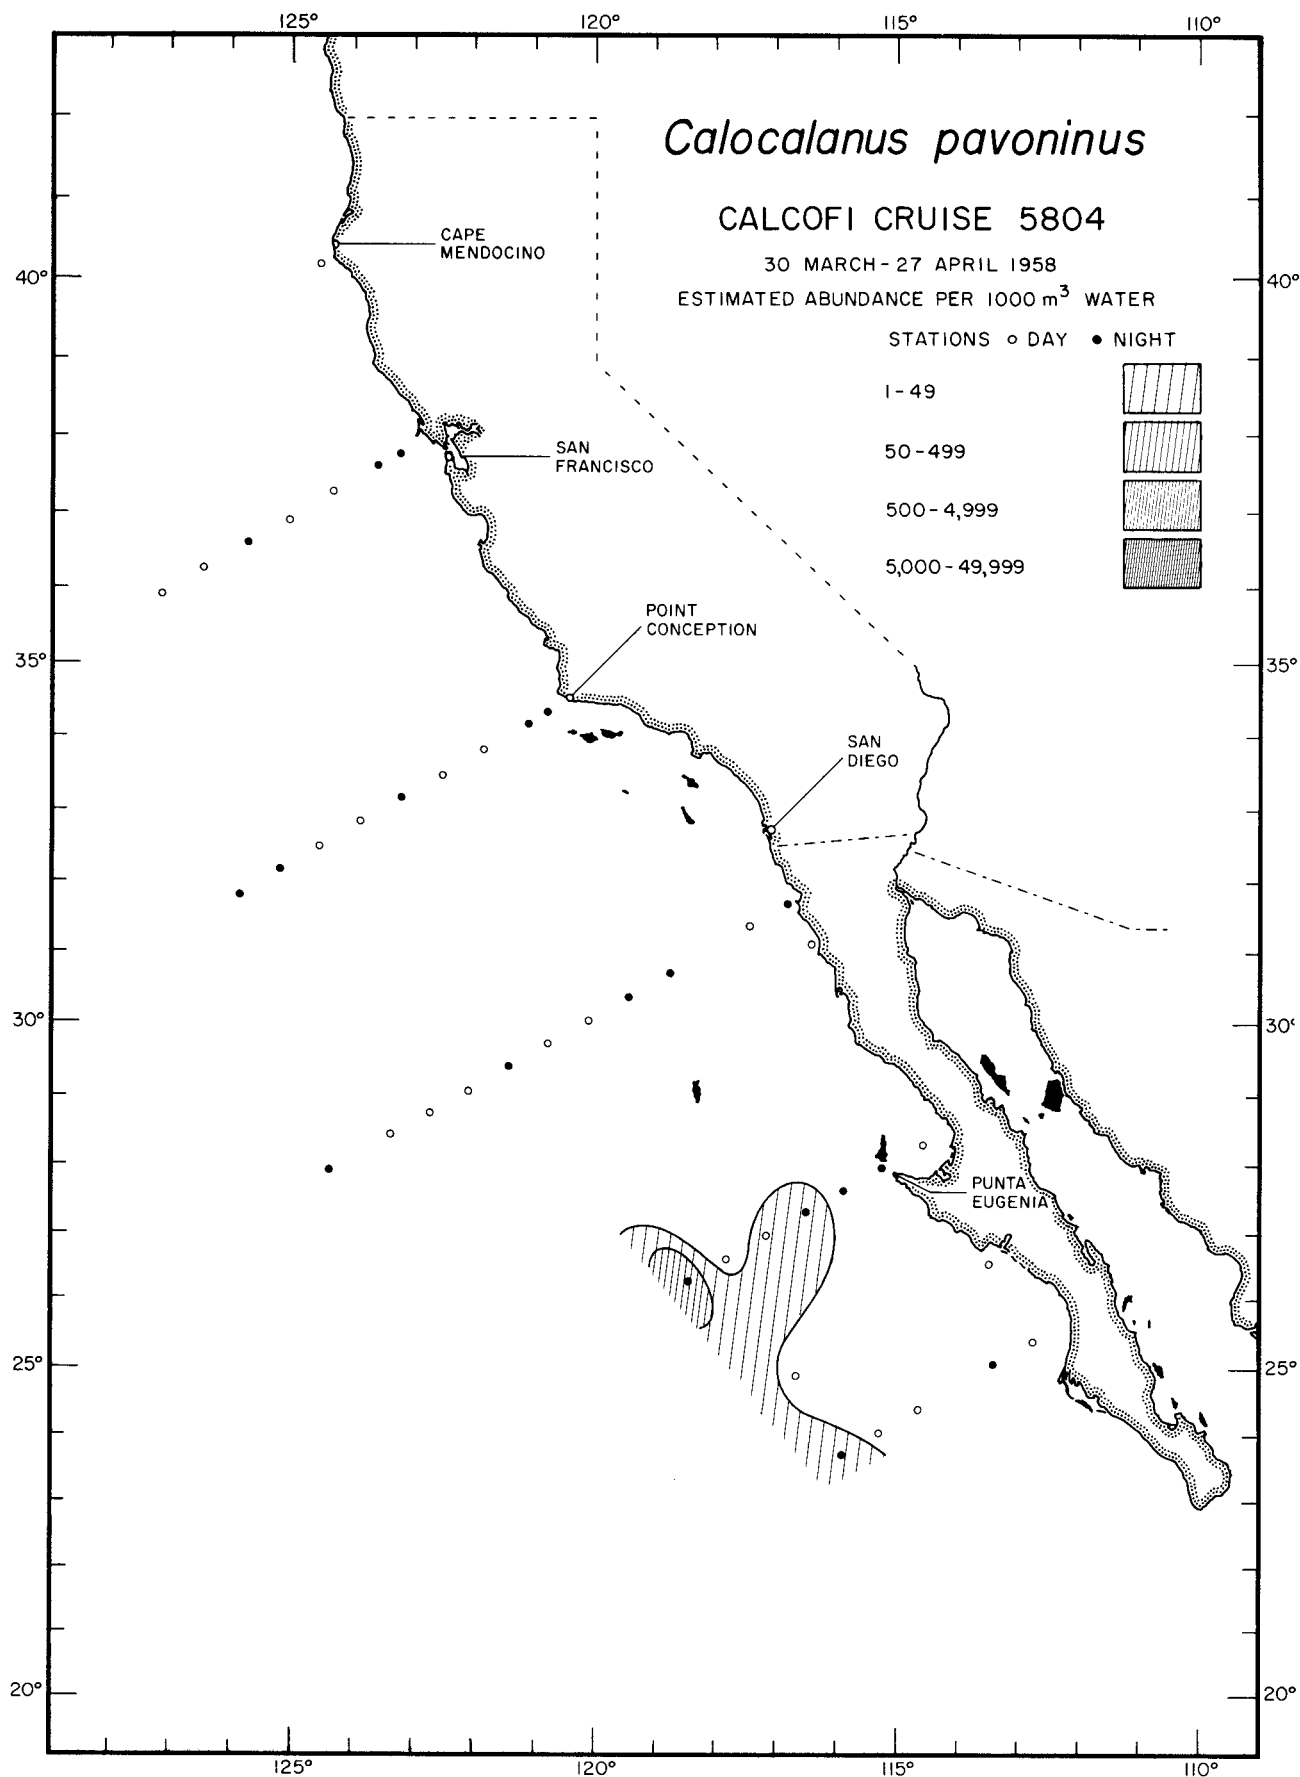 125° 120° 115° 110°
Calocalanus pavoninus
CALCOFI CRUISE 5804
30 MARCH-27 APRIL 1958
ESTIMATED ABUNDANCE PER 1000 m³ WATER
STATIONS ○ DAY ● NIGHT
1-49
50-499
500-4,999
5,000-49,999
CAPE
MENDOCINO
40° 40°
SAN
FRANCISCO
POINT
CONCEPTION
35° 35°
SAN
DIEGO
30° 30°
PUNTA
EUGENIA
25° 25°
20° 20°
125° 120° 115° 110°